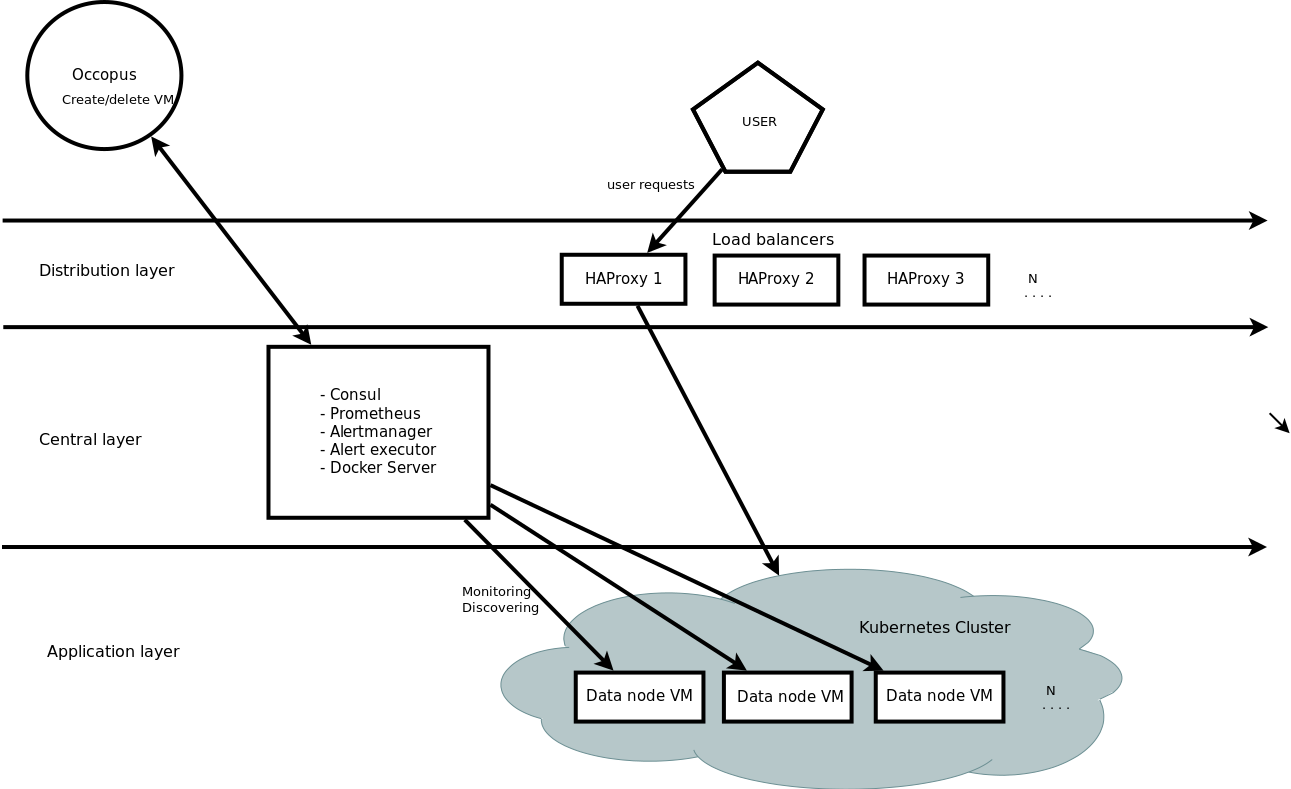 Occopus
Create/delete VM
USER
user requests
Load balancers
Distribution layer
HAProxy 1
HAProxy 2
HAProxy 3
N
. . . .
Central layer
- Consul
- Prometheus
- Alertmanager
- Alert executor
- Docker Server
Monitoring
Discovering
Kubernetes Cluster
Application layer
Data node VM
Data node VM
Data node VM
N
. . . .